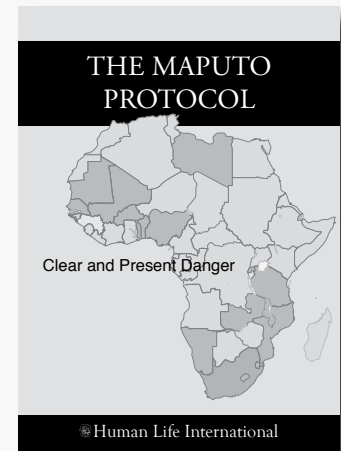 THE MAPUTO
PROTOCOL
Clear and Present Danger
Human Life International